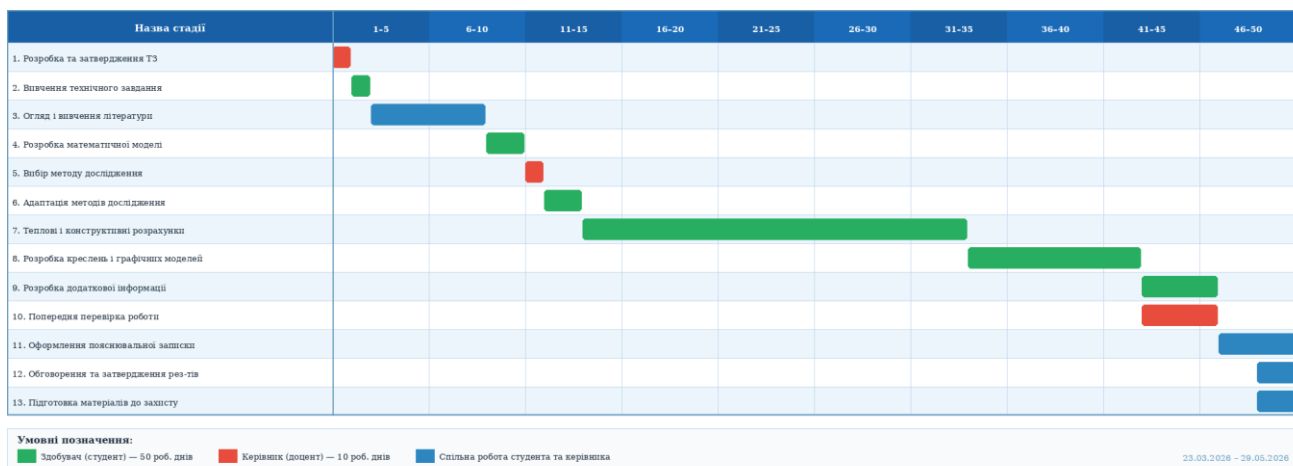 Назва стадії 1–5 6–10 11–15 16–20 21–25 26–30 31–35 36–40 41–45 46–50
1. Розробка та затвердження ТЗ
2. Вивчення технічного завдання
3. Огляд і вивчення літератури
4. Розробка математичної моделі
5. Вибір методу дослідження
6. Адаптація методів дослідження
7. Теплові і конструктивні розрахунки
8. Розробка креслень і графічних моделей
9. Розробка додаткової інформації
10. Попередня перевірка роботи
11. Оформлення пояснювальної записки
12. Обговорення та затвердження рез-тів
13. Підготовка матеріалів до захисту
Умовні позначення:
Здобувач (студент) — 50 роб. днів Керівник (доцент) — 10 роб. днів Спільна робота студента та керівника
23.03.2026 – 29.05.2026